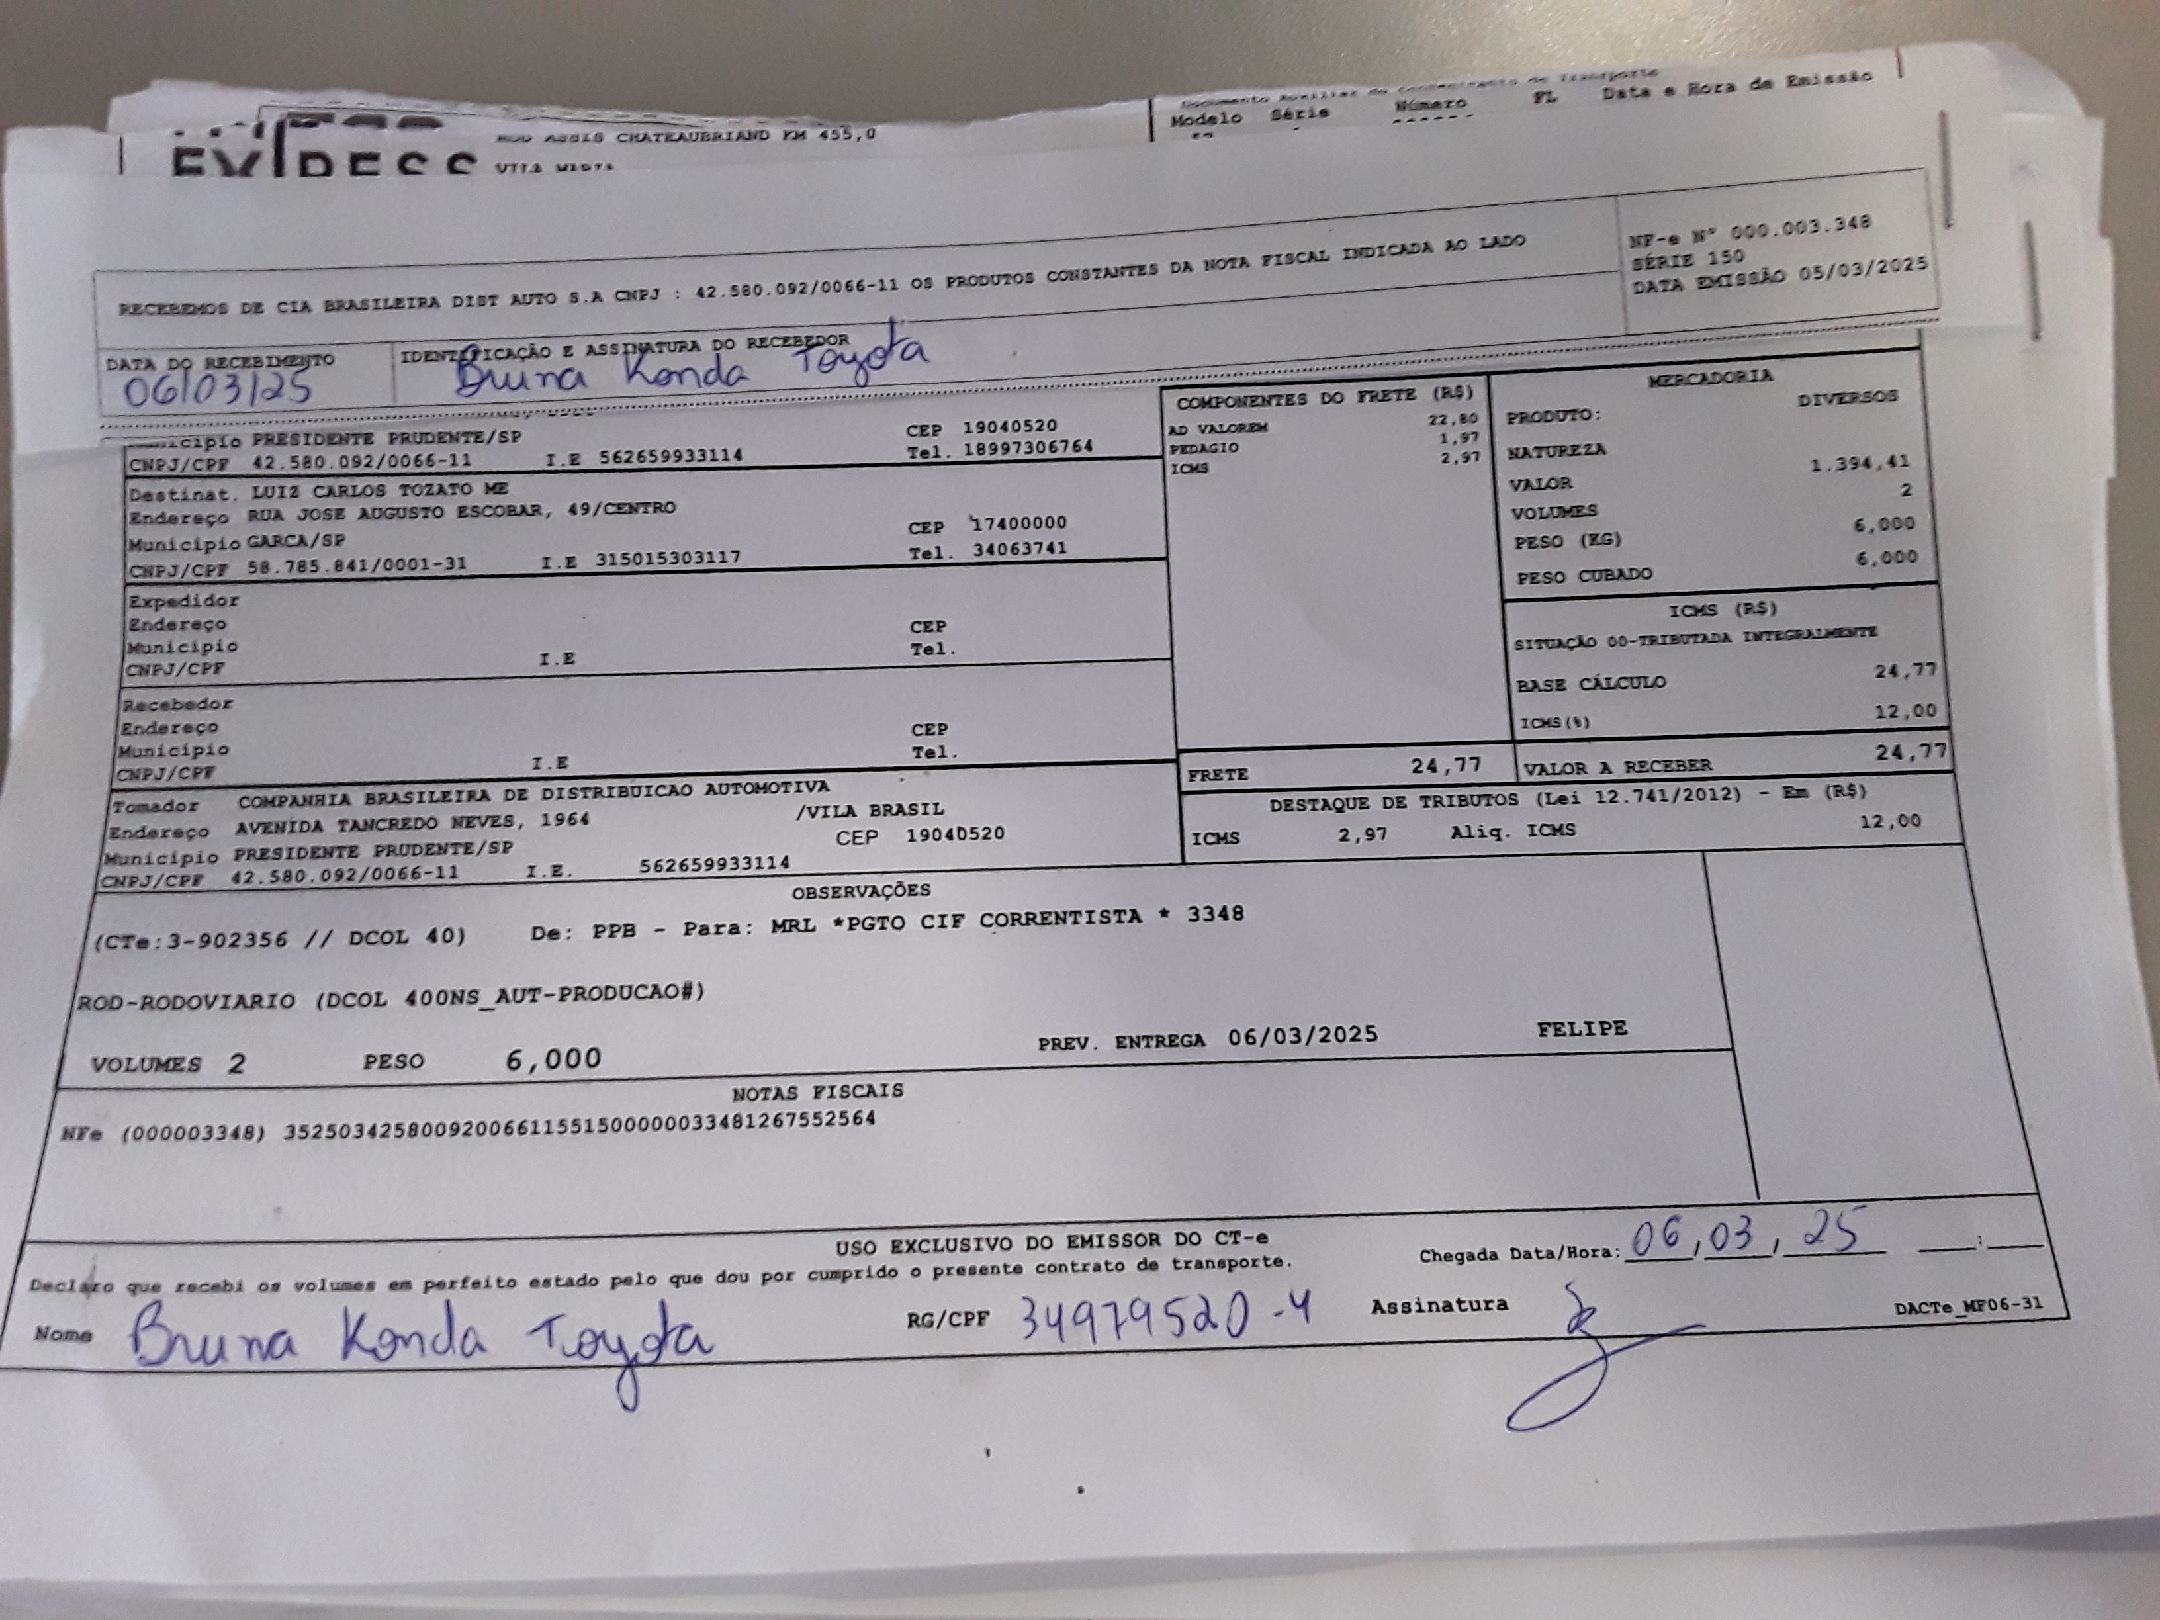 ROD ASSIS CHATEAUBRIAND KM 455,0
EXPRESS
Documento Auxiliar do Conhecimento de Transporte
Modelo Série Número FL Data e Hora de Emissão
RECEBEMOS DE CIA BRASILEIRA DIST AUTO S.A CNPJ : 42.580.092/0066-11 OS PRODUTOS CONSTANTES DA NOTA FISCAL INDICADA AO LADO
NF-e N° 000.003.348
SÉRIE 150
DATA EMISSÃO 05/03/2025
DATA DO RECEBIMENTO
06/03/25
IDENTIFICAÇÃO E ASSINATURA DO RECEBEDOR
Bruna Konda Toyota
Município PRESIDENTE PRUDENTE/SP CEP 19040520
CNPJ/CPF 42.580.092/0066-11 I.E 562659933114 Tel. 18997306764
Destinat. LUIZ CARLOS TOZATO ME
Endereço RUA JOSE AUGUSTO ESCOBAR, 49/CENTRO
Município GARCA/SP CEP 17400000
CNPJ/CPF 58.785.841/0001-31 I.E 315015303117 Tel. 34063741
Expedidor
Endereço
Município CEP
CNPJ/CPF I.E Tel.
Recebedor
Endereço
Município CEP
CNPJ/CPF I.E Tel.
Tomador COMPANHIA BRASILEIRA DE DISTRIBUICAO AUTOMOTIVA
Endereço AVENIDA TANCREDO NEVES, 1964 /VILA BRASIL
Município PRESIDENTE PRUDENTE/SP CEP 19040520
CNPJ/CPF 42.580.092/0066-11 I.E. 562659933114
COMPONENTES DO FRETE (R$)
AD VALOREM 22,80
PEDAGIO 1,97
ICMS 2,97
FRETE 24,77
MERCADORIA
PRODUTO: DIVERSOS
NATUREZA
VALOR 1.394,41
VOLUMES 2
PESO (KG) 6,000
PESO CUBADO 6,000
ICMS (R$)
SITUAÇÃO 00-TRIBUTADA INTEGRALMENTE
BASE CÁLCULO 24,77
ICMS(%) 12,00
VALOR A RECEBER 24,77
DESTAQUE DE TRIBUTOS (Lei 12.741/2012) - Em (R$)
ICMS 2,97 Aliq. ICMS 12,00
OBSERVAÇÕES
(CTe:3-902356 // DCOL 40) De: PPB - Para: MRL *PGTO CIF CORRENTISTA * 3348
ROD-RODOVIARIO (DCOL 400NS_AUT-PRODUCAO#)
VOLUMES 2 PESO 6,000 PREV. ENTREGA 06/03/2025 FELIPE
NOTAS FISCAIS
NFe (000003348) 35250342580092006611551500000033481267552564
USO EXCLUSIVO DO EMISSOR DO CT-e
Declaro que recebi os volumes em perfeito estado pelo que dou por cumprido o presente contrato de transporte.
Chegada Data/Hora: 06,03,25 :
Nome Bruna Konda Toyota RG/CPF 34979520-4 Assinatura
DACTe_MF06-31